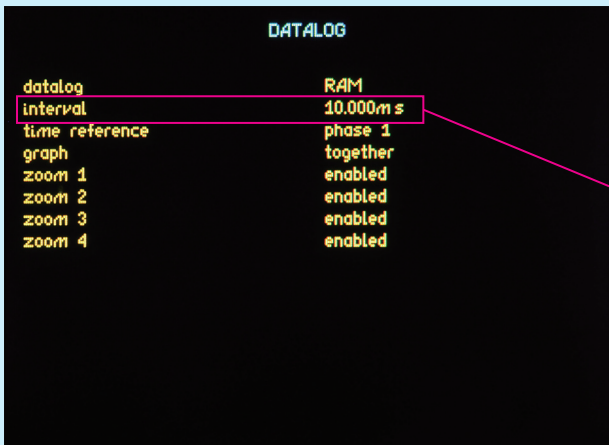 DATALOG
datalog RAM
interval 10.000m s
time reference phase 1
graph together
zoom 1 enabled
zoom 2 enabled
zoom 3 enabled
zoom 4 enabled